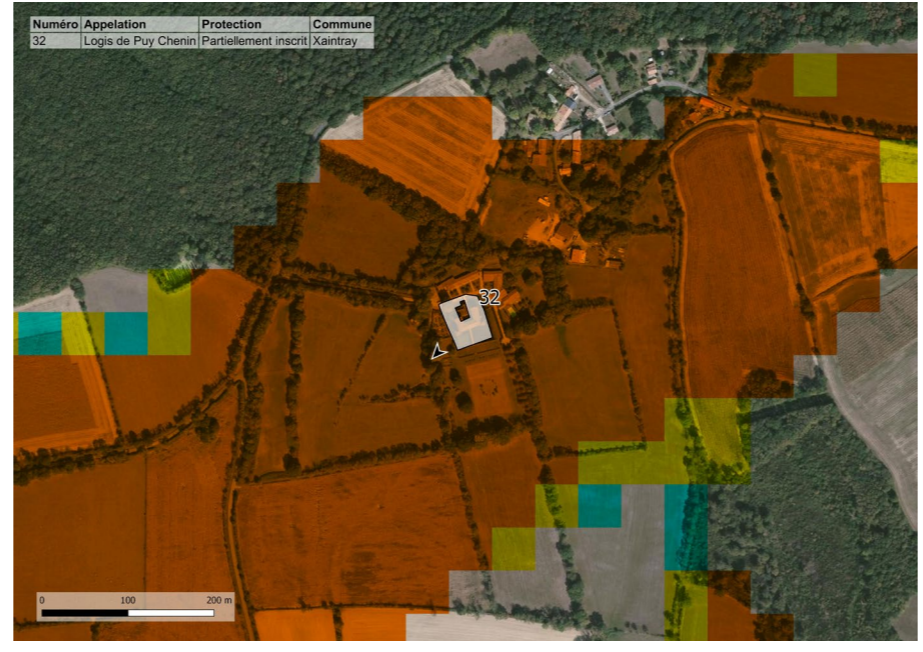 Numéro Appelation Protection Commune
32 Logis de Puy Chenin Partiellement inscrit Xaintray
32
0 100 200 m